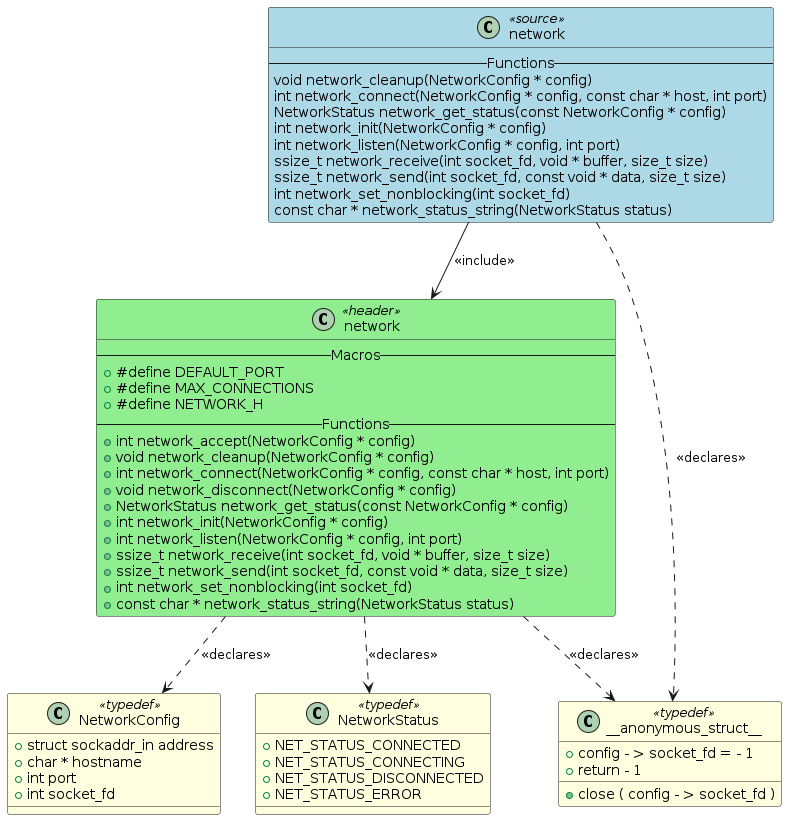 C «source»
network
Functions
void network_cleanup(NetworkConfig * config)
int network_connect(NetworkConfig * config, const char * host, int port)
NetworkStatus network_get_status(const NetworkConfig * config)
int network_init(NetworkConfig * config)
int network_listen(NetworkConfig * config, int port)
ssize_t network_receive(int socket_fd, void * buffer, size_t size)
ssize_t network_send(int socket_fd, const void * data, size_t size)
int network_set_nonblocking(int socket_fd)
const char * network_status_string(NetworkStatus status)
«include»
C «header»
network
Macros
#define DEFAULT_PORT
#define MAX_CONNECTIONS
#define NETWORK_H
Functions
int network_accept(NetworkConfig * config)
void network_cleanup(NetworkConfig * config)
int network_connect(NetworkConfig * config, const char * host, int port)
void network_disconnect(NetworkConfig * config)
NetworkStatus network_get_status(const NetworkConfig * config)
int network_init(NetworkConfig * config)
int network_listen(NetworkConfig * config, int port)
ssize_t network_receive(int socket_fd, void * buffer, size_t size)
ssize_t network_send(int socket_fd, const void * data, size_t size)
int network_set_nonblocking(int socket_fd)
const char * network_status_string(NetworkStatus status)
«declares»
«declares»
«declares»
«declares»
C «typedef»
NetworkConfig
struct sockaddr_in address
char * hostname
int port
int socket_fd
C «typedef»
NetworkStatus
NET_STATUS_CONNECTED
NET_STATUS_CONNECTING
NET_STATUS_DISCONNECTED
NET_STATUS_ERROR
C «typedef»
__anonymous_struct__
config - > socket_fd = - 1
return - 1
close ( config - > socket_fd )